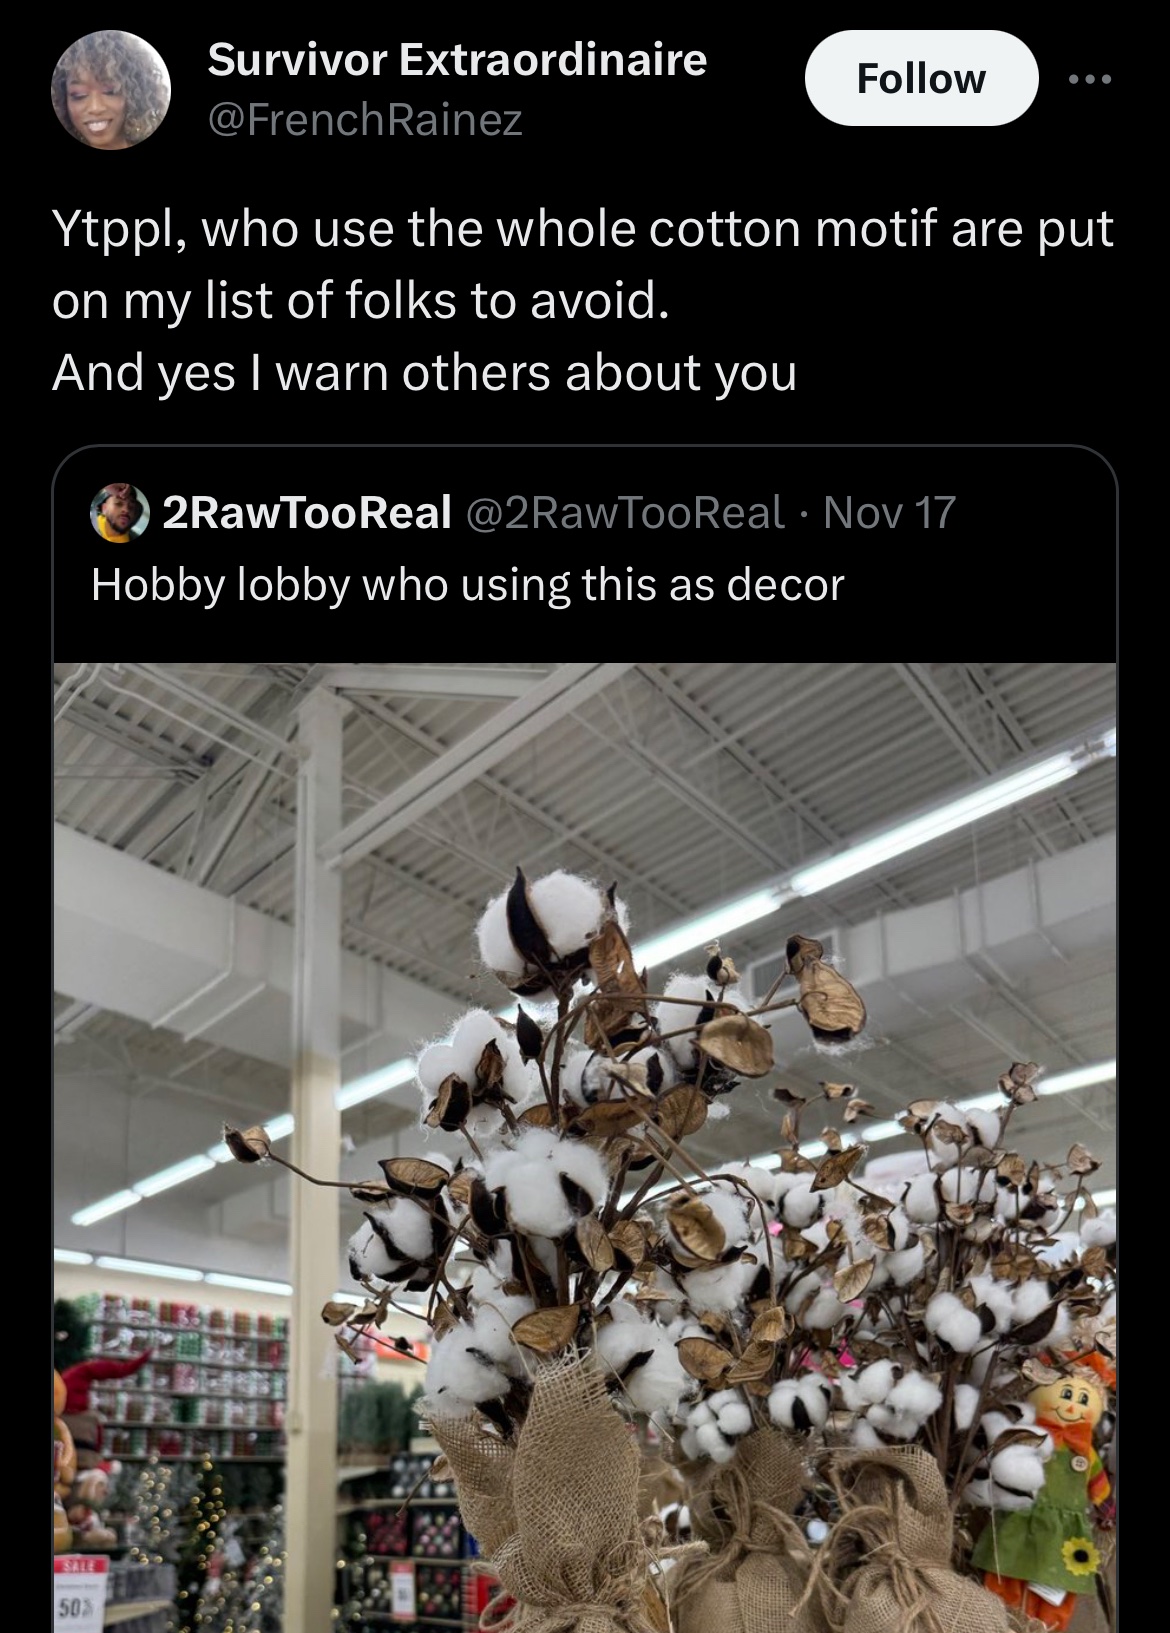 Survivor Extraordinaire
Follow
@FrenchRainez
Ytppl, who use the whole cotton motif are put
on my list of folks to avoid.
And yes I warn others about you
2RawTooReal @2RawTooReal · Nov 17
Hobby lobby who using this as decor
SALE
50%